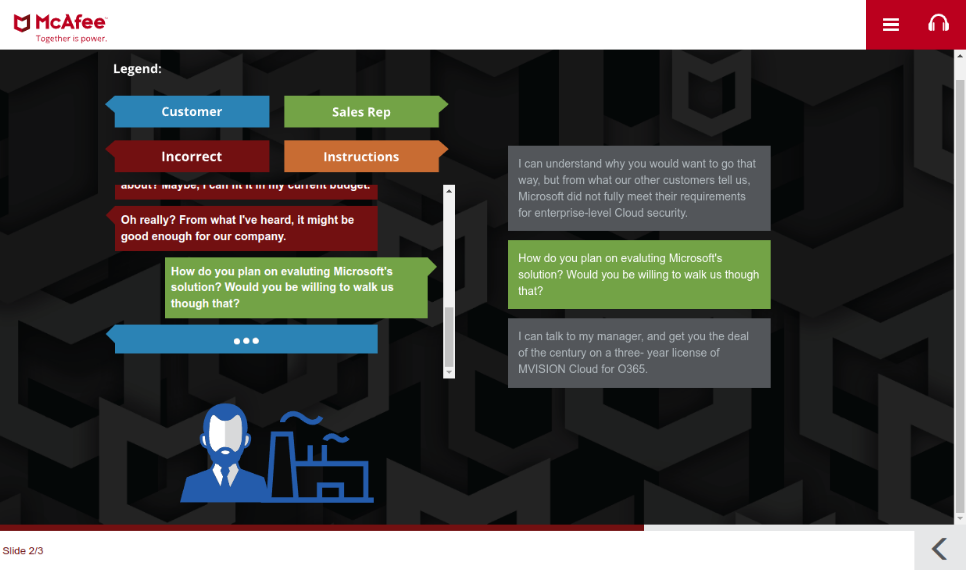 McAfee
Together is power.
Legend:
Customer
Sales Rep
Incorrect
Instructions
about? Maybe, I can fit it in my current budget.
Oh really? From what I've heard, it might be
good enough for our company.
How do you plan on evaluting Microsoft's
solution? Would you be willing to walk us
though that?
I can understand why you would want to go that
way, but from what our other customers tell us,
Microsoft did not fully meet their requirements
for enterprise-level Cloud security.
How do you plan on evaluting Microsoft's
solution? Would you be willing to walk us though
that?
I can talk to my manager, and get you the deal
of the century on a three- year license of
MVISION Cloud for O365.
Slide 2/3